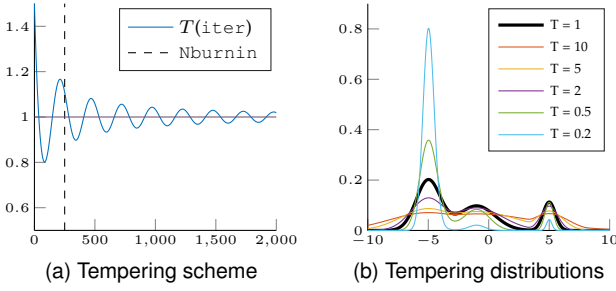 1.4
1.2
1
0.8
0.6
0
500
1,000
1,500
2,000
T(iter)
Nburnin
(a) Tempering scheme
0.8
0.6
0.4
0.2
0
−10
−5
0
5
10
T = 1
T = 10
T = 5
T = 2
T = 0.5
T = 0.2
(b) Tempering distributions